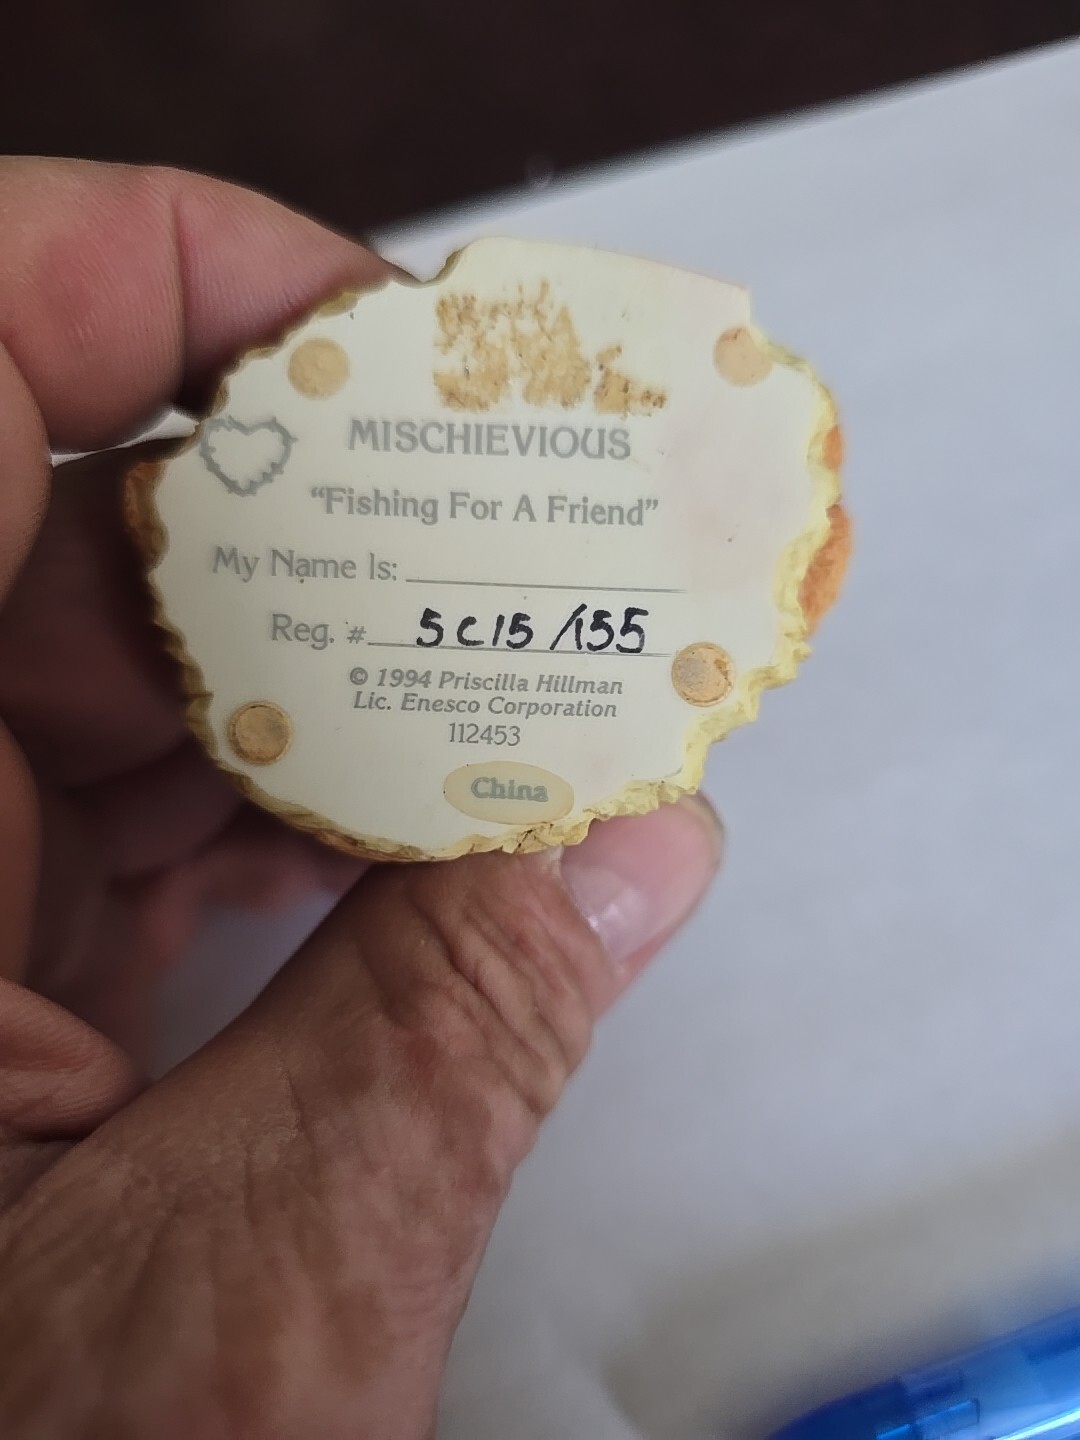 MISCHIEVIOUS
“Fishing For A Friend”
My Name Is:
Reg. # 5C15/155
© 1994 Priscilla Hillman
Lic. Enesco Corporation
112453
China